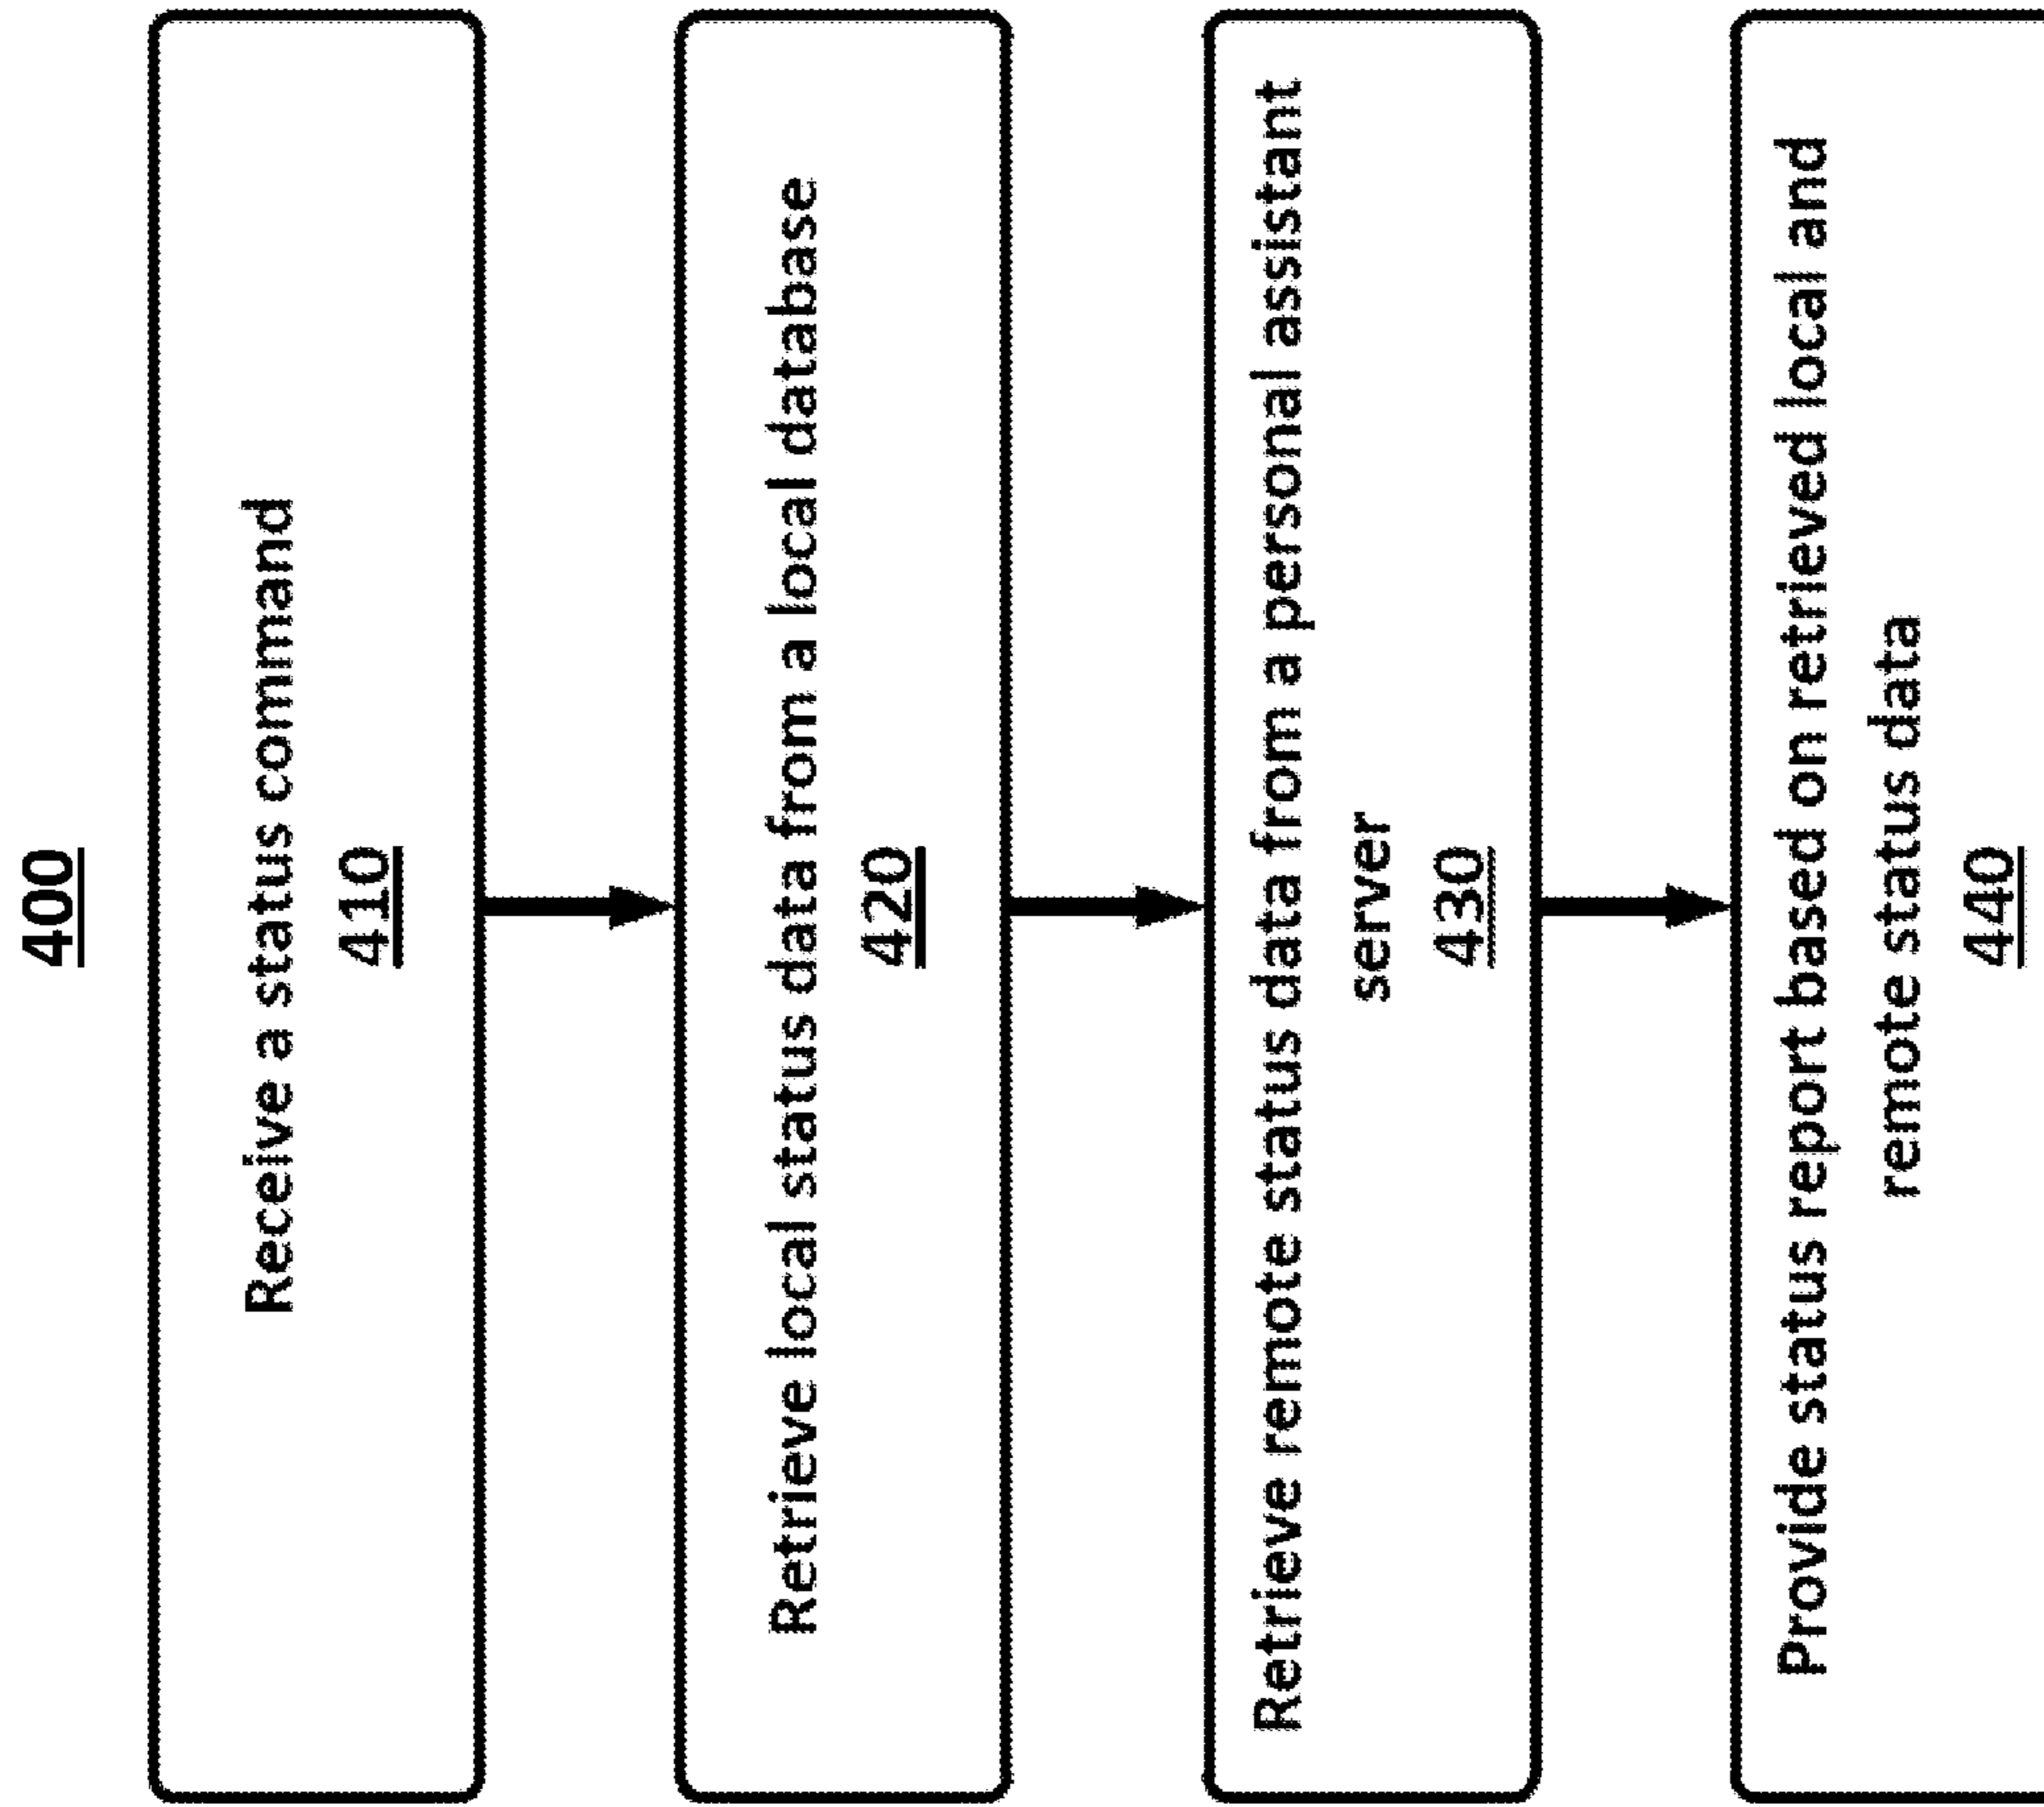 400
Receive a status command
410
Retrieve local status data from a local database
420
Retrieve remote status data from a personal assistant
server
430
Provide status report based on retrieved local and
remote status data
440